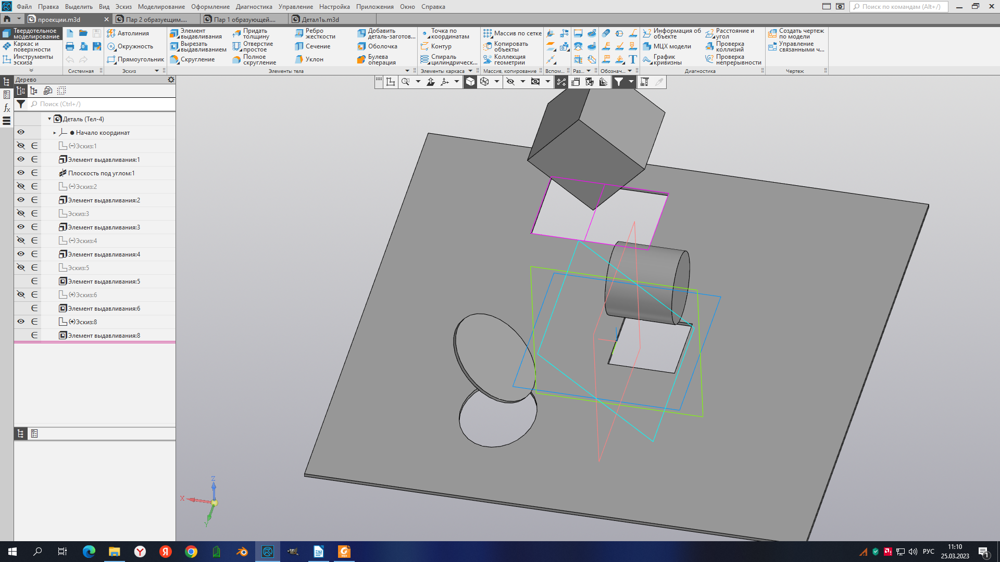 Файл Правка Выделить Вид Эскиз Моделирование Оформление Диагностика Управление Настройка Приложения Окно Справка
Поиск по командам (Alt+/)
проекции.m3d
Пар 2 образуещим....
Пар 1 образующей....
Детал1ь.m3d
Твердотельное моделирование
Каркас и поверхности
Инструменты эскиза
Системная
Автолиния
Окружность
Прямоугольник
Эскиз
Элемент выдавливания
Вырезать выдавливанием
Скругление
Придать толщину
Отверстие простое
Полное скругление
Ребро жесткости
Сечение
Уклон
Добавить деталь-заготов...
Оболочка
Булева операция
Элементы тела
Точка по координатам
Контур
Спираль цилиндрическ...
Элементы каркаса
Массив по сетке
Копировать объекты
Коллекция геометрии
Массив, копирование
Вспом...
Раз...
Обознач...
Информация об объекте
МЦХ модели
График кривизны
Расстояние и угол
Проверка коллизий
Проверка непрерывности
Диагностика
Создать чертеж по модели
Управление связанными ч...
Чертеж
Дерево
Поиск (Ctrl+/)
Деталь (Тел-4)
Начало координат
(−)Эскиз:1
Элемент выдавливания:1
Плоскость под углом:1
(−)Эскиз:2
Элемент выдавливания:2
Эскиз:3
Элемент выдавливания:3
(−)Эскиз:4
Элемент выдавливания:4
Эскиз:5
Элемент выдавливания:5
(+)Эскиз:6
Элемент выдавливания:6
(+)Эскиз:8
Элемент выдавливания:8
Z
X
Y
РУС
11:10
25.03.2023
1